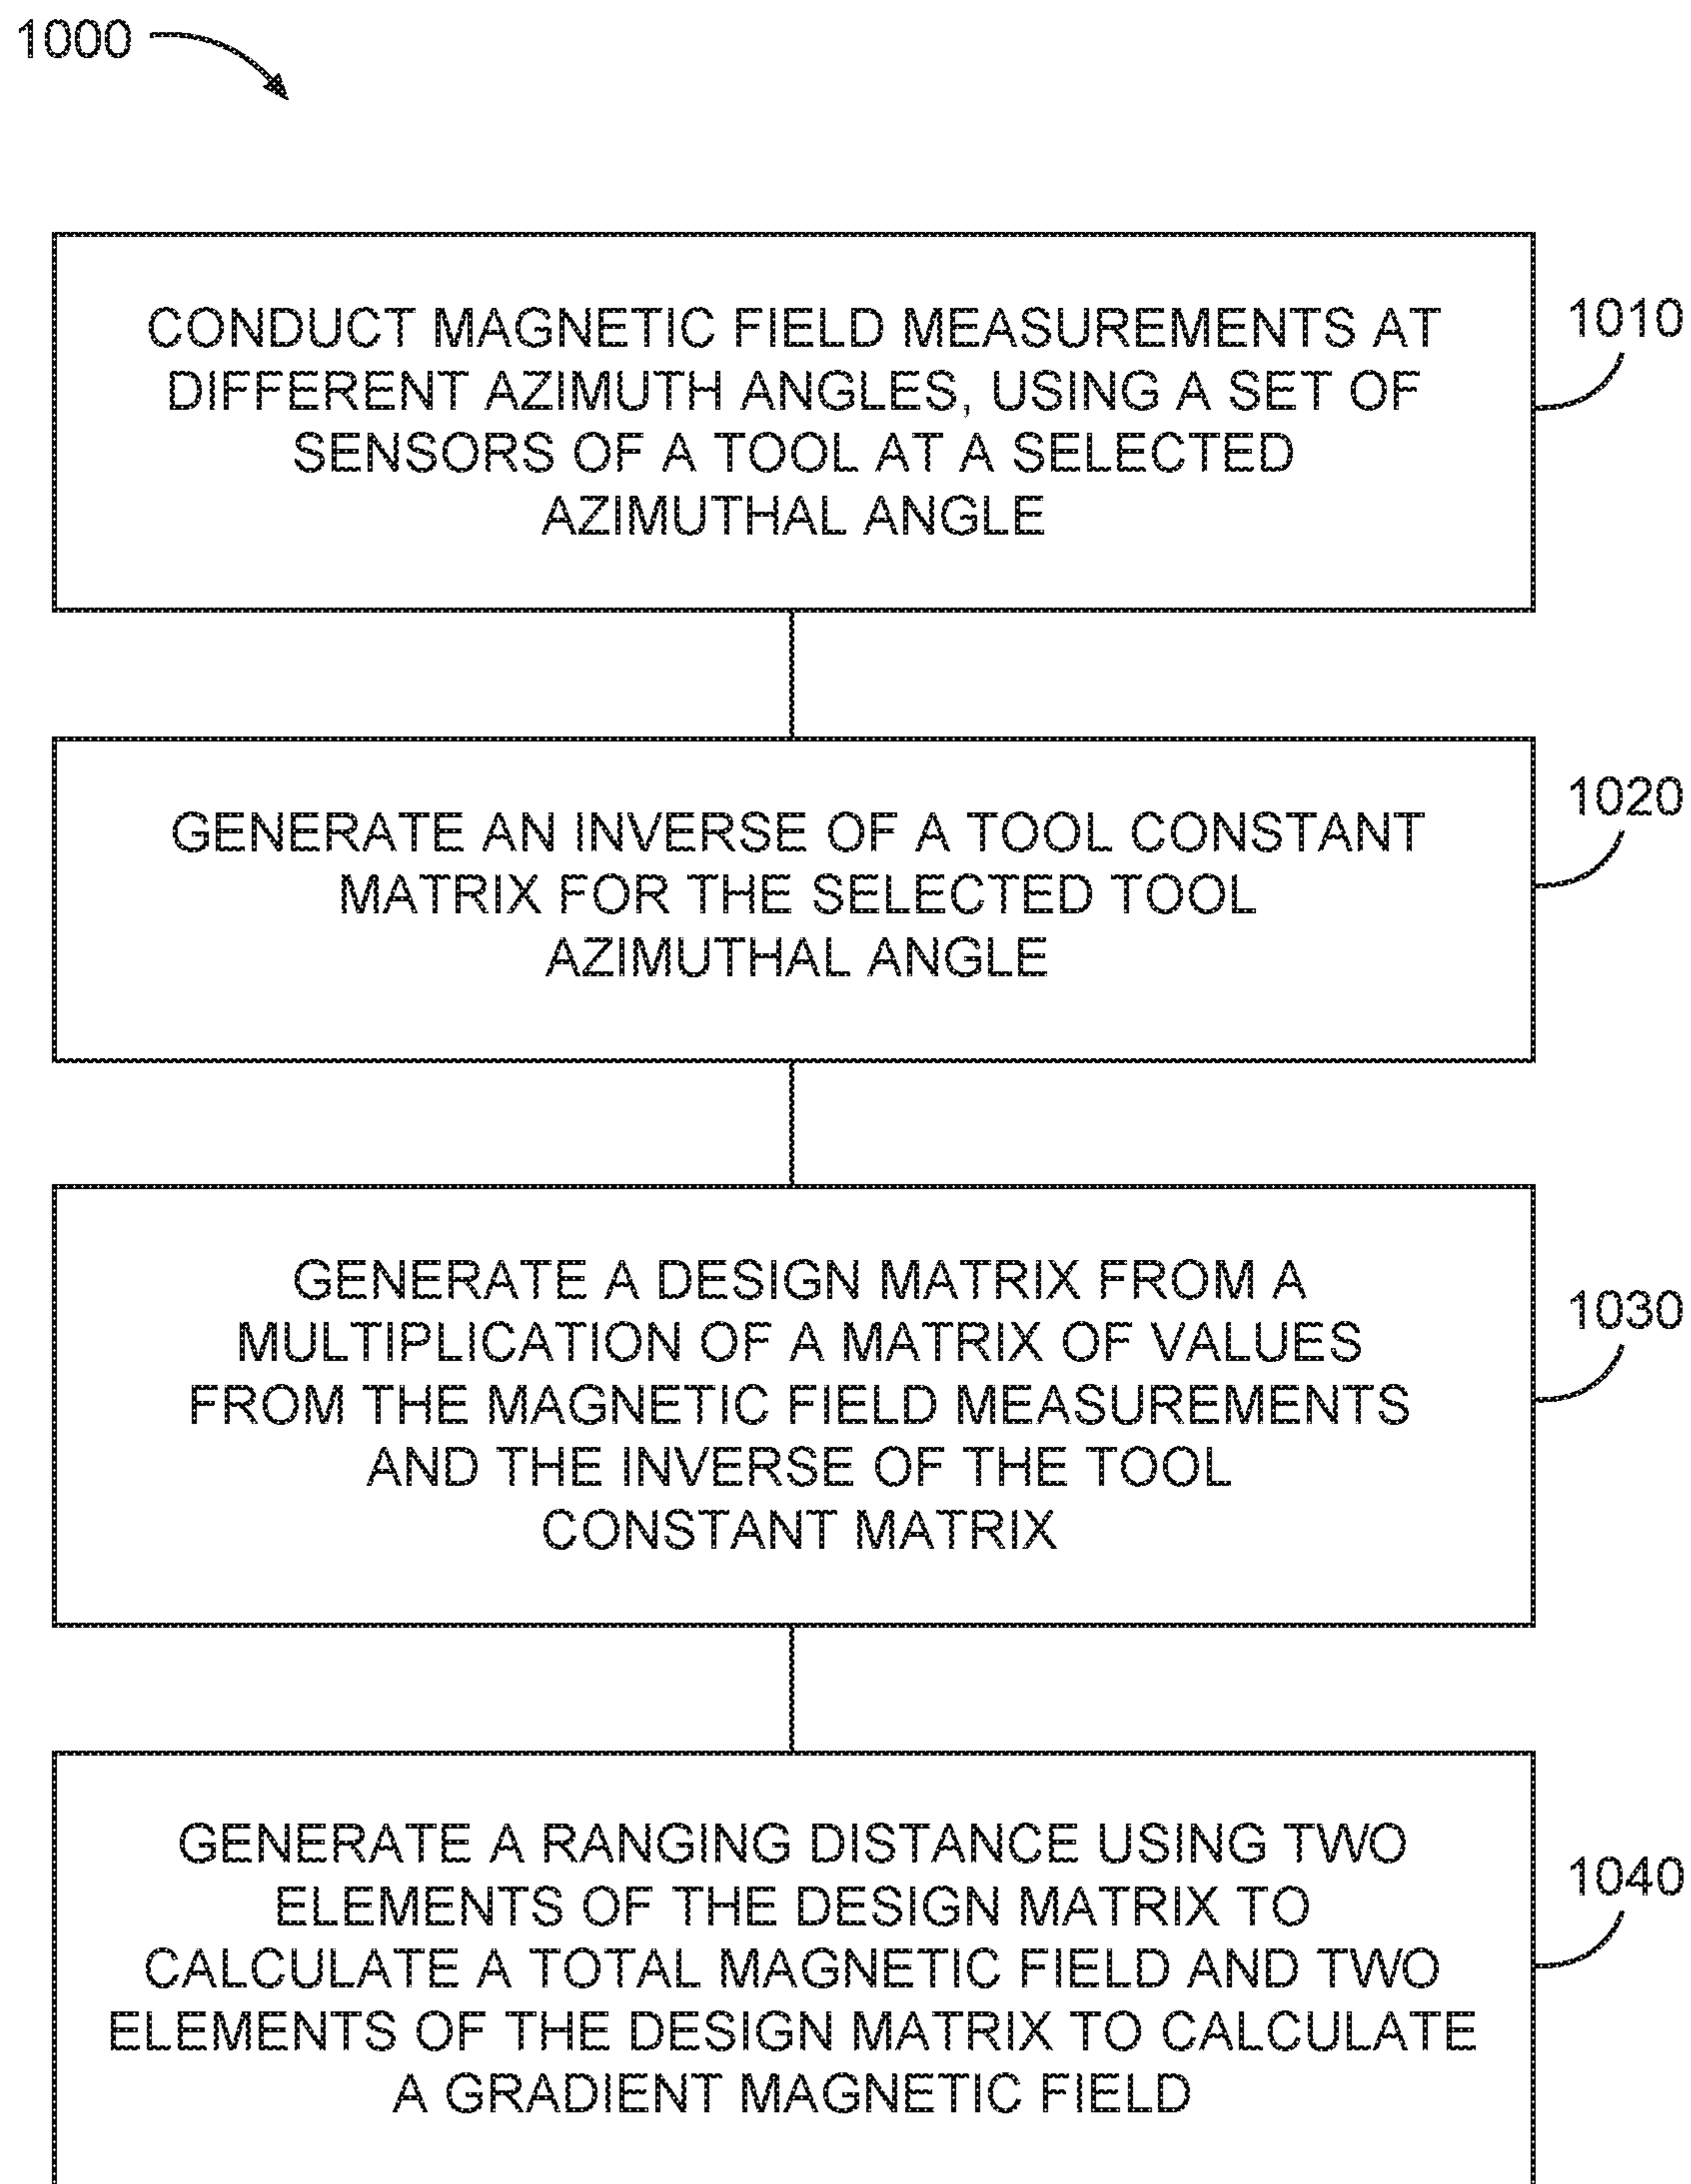 1000
CONDUCT MAGNETIC FIELD MEASUREMENTS AT
DIFFERENT AZIMUTH ANGLES, USING A SET OF
SENSORS OF A TOOL AT A SELECTED
AZIMUTHAL ANGLE
1010
GENERATE AN INVERSE OF A TOOL CONSTANT
MATRIX FOR THE SELECTED TOOL
AZIMUTHAL ANGLE
1020
GENERATE A DESIGN MATRIX FROM A
MULTIPLICATION OF A MATRIX OF VALUES
FROM THE MAGNETIC FIELD MEASUREMENTS
AND THE INVERSE OF THE TOOL
CONSTANT MATRIX
1030
GENERATE A RANGING DISTANCE USING TWO
ELEMENTS OF THE DESIGN MATRIX TO
CALCULATE A TOTAL MAGNETIC FIELD AND TWO
ELEMENTS OF THE DESIGN MATRIX TO CALCULATE
A GRADIENT MAGNETIC FIELD
1040